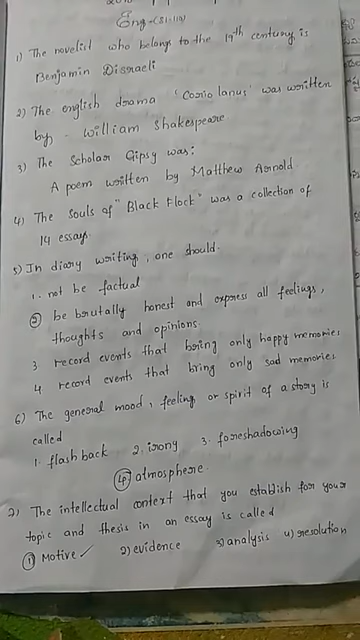 Eng-(S1-113)
1) The novelist who belongs to the 19th century is
Benjamin Disraeli
2) The english drama 'Coriolanus' was written
by - William Shakespeare
3) The Scholar Gipsy was:
A poem written by Matthew Arnold
4) The Souls of "Black Flock" was a collection of
14 essays.
5) In diary writing, one should.
1. not be factual
② be brutally honest and express all feelings,
thoughts and opinions.
3. record events that bring only happy memories
4. record events that bring only sad memories
6) The general mood, feeling or spirit of a story is
called
1. flash back 2. irony 3. foreshadowing
④ atmosphere.
7) The intellectual context that you establish for your
topic and thesis in an essay is called
① Motive ✓ 2) evidence 3) analysis 4) resolution